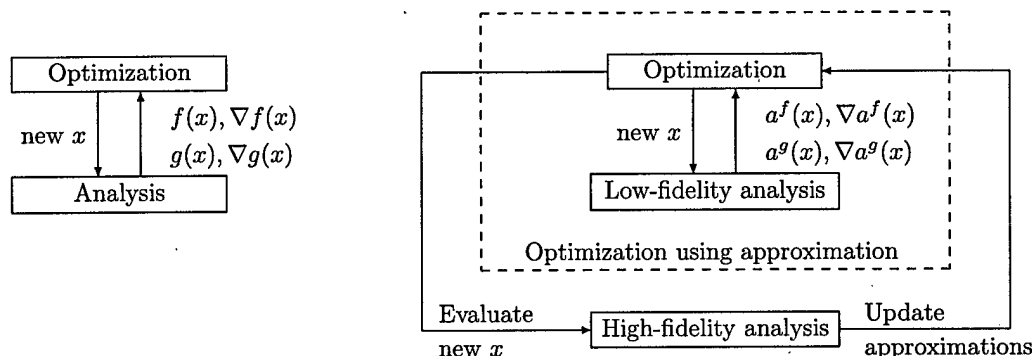 Optimization
new x
f(x), ∇f(x)
g(x), ∇g(x)
Analysis
Optimization
new x
a^f(x), ∇a^f(x)
a^g(x), ∇a^g(x)
Low-fidelity analysis
Optimization using approximation
Evaluate
new x
High-fidelity analysis
Update
approximations